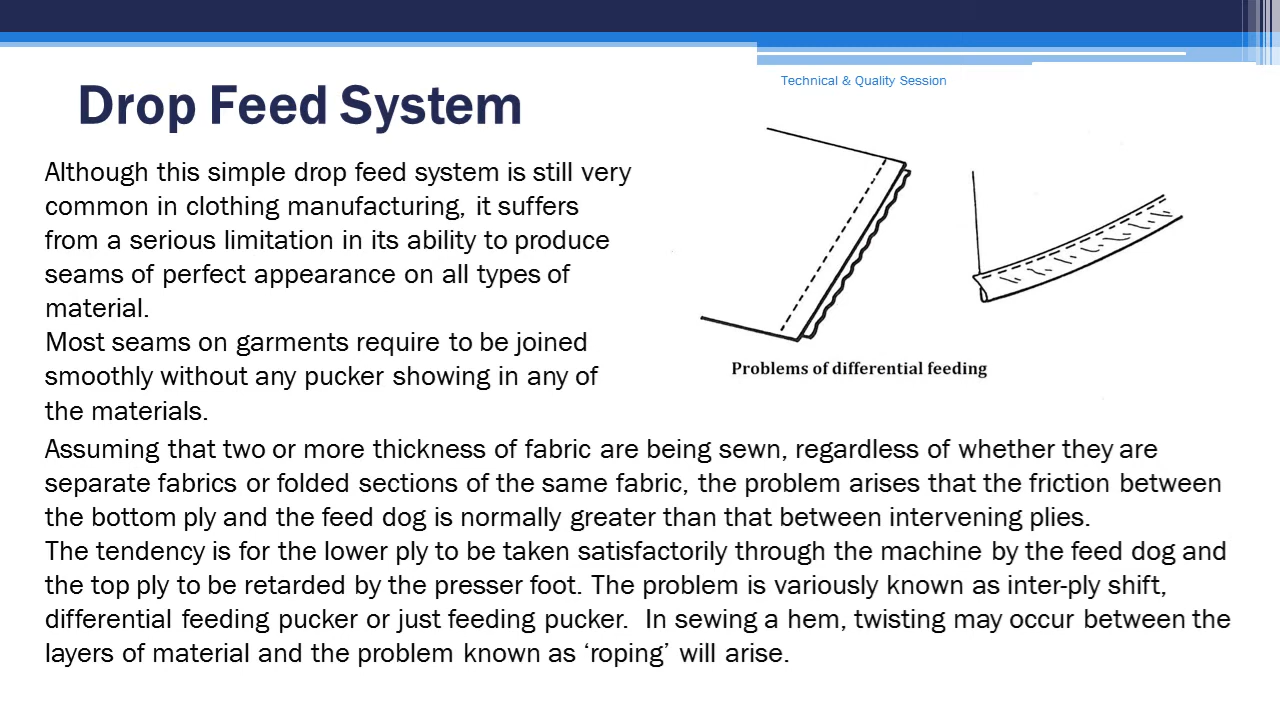 Technical & Quality Session
Drop Feed System
Although this simple drop feed system is still very
common in clothing manufacturing, it suffers
from a serious limitation in its ability to produce
seams of perfect appearance on all types of
material.
Most seams on garments require to be joined
smoothly without any pucker showing in any of
the materials.
Problems of differential feeding
Assuming that two or more thickness of fabric are being sewn, regardless of whether they are
separate fabrics or folded sections of the same fabric, the problem arises that the friction between
the bottom ply and the feed dog is normally greater than that between intervening plies.
The tendency is for the lower ply to be taken satisfactorily through the machine by the feed dog and
the top ply to be retarded by the presser foot. The problem is variously known as inter-ply shift,
differential feeding pucker or just feeding pucker.  In sewing a hem, twisting may occur between the
layers of material and the problem known as ‘roping’ will arise.